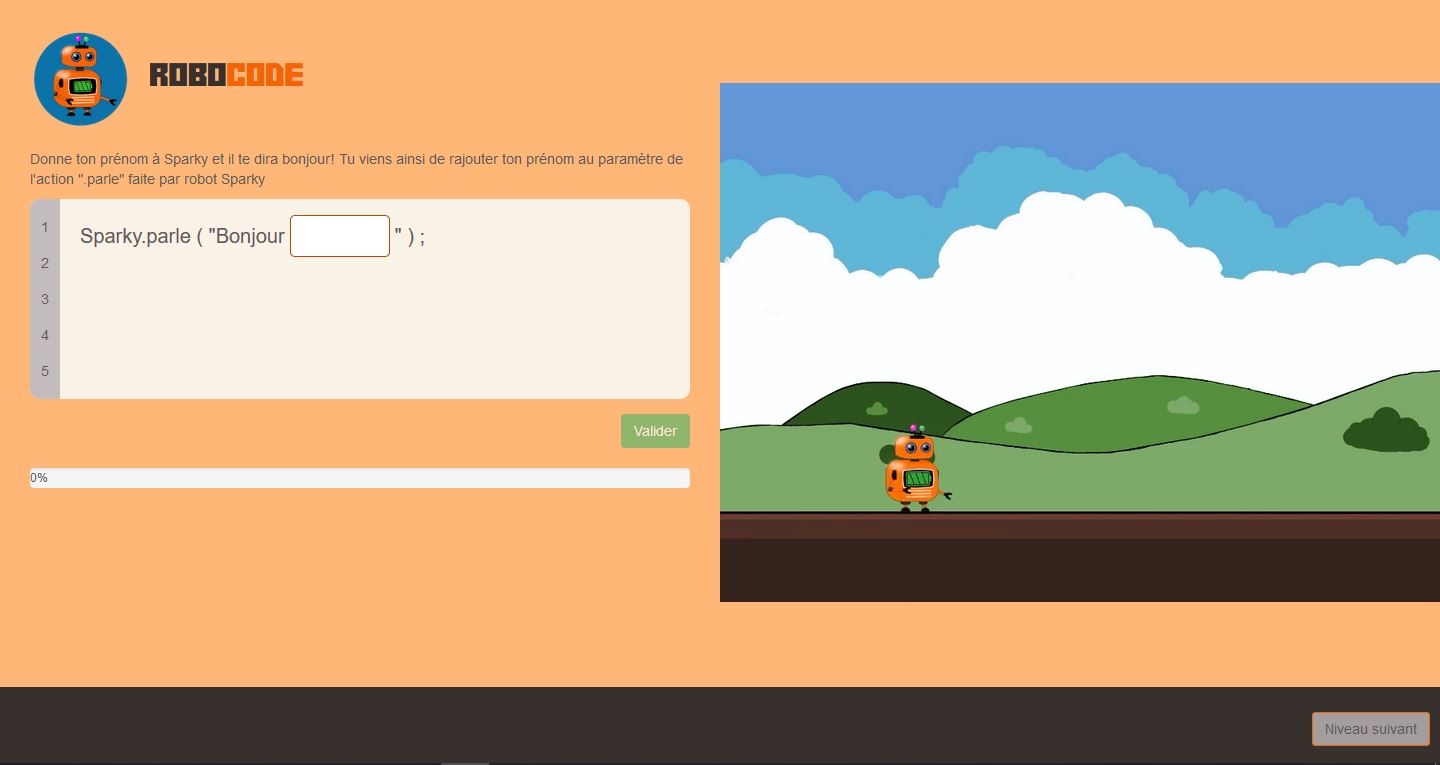 ROBOCODE
Donne ton prénom à Sparky et il te dira bonjour! Tu viens ainsi de rajouter ton prénom au paramètre de
l'action ".parle" faite par robot Sparky
1 Sparky.parle ( "Bonjour " ) ;
2
3
4
5
Valider
0%
Niveau suivant